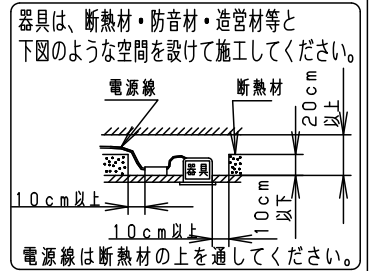 器具は、断熱材・防音材・造営材等と
下図のような空間を設けて施工してください。
電源線
断熱材
20cm以上
器具
10cm以上
10cm以上
10cm以下
電源線は断熱材の上を通してください。